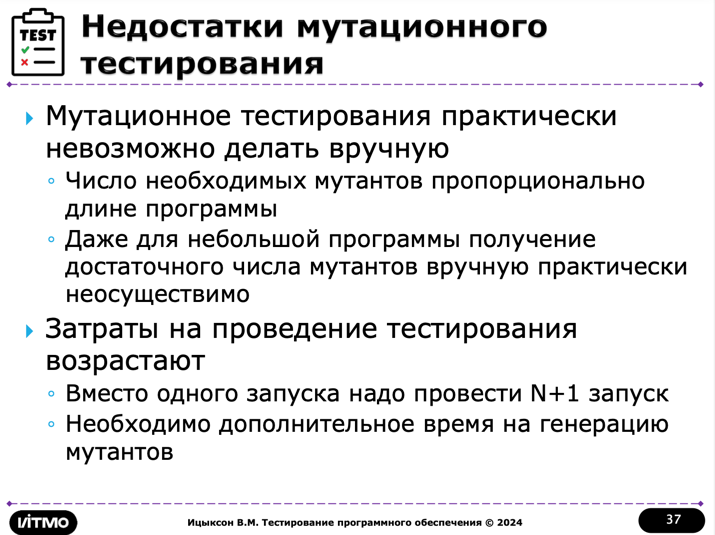 TEST
Недостатки мутационного
тестирования
Мутационное тестирования практически
невозможно делать вручную
Число необходимых мутантов пропорционально
длине программы
Даже для небольшой программы получение
достаточного числа мутантов вручную практически
неосуществимо
Затраты на проведение тестирования
возрастают
Вместо одного запуска надо провести N+1 запуск
Необходимо дополнительное время на генерацию
мутантов
ИТМО
Ицыксон В.М. Тестирование программного обеспечения © 2024
37